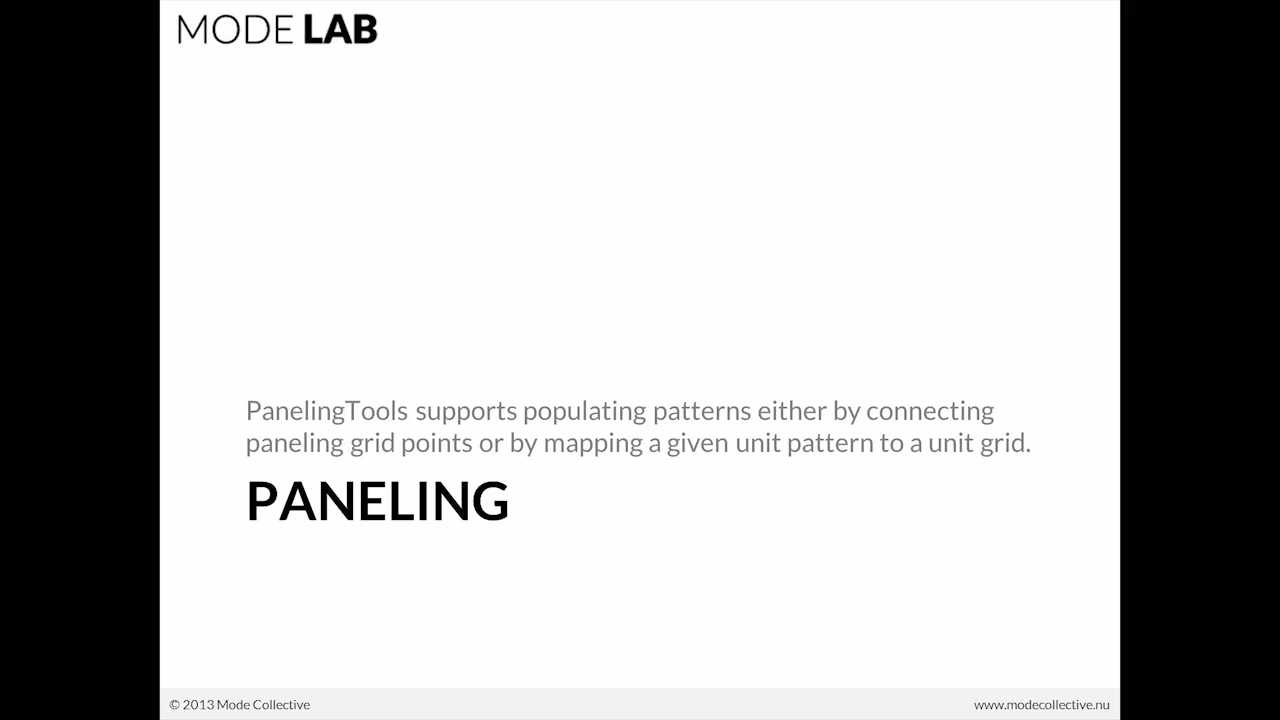 MODE LAB
PanelingTools supports populating patterns either by connecting
paneling grid points or by mapping a given unit pattern to a unit grid.
PANELING
© 2013 Mode Collective
www.modecollective.nu